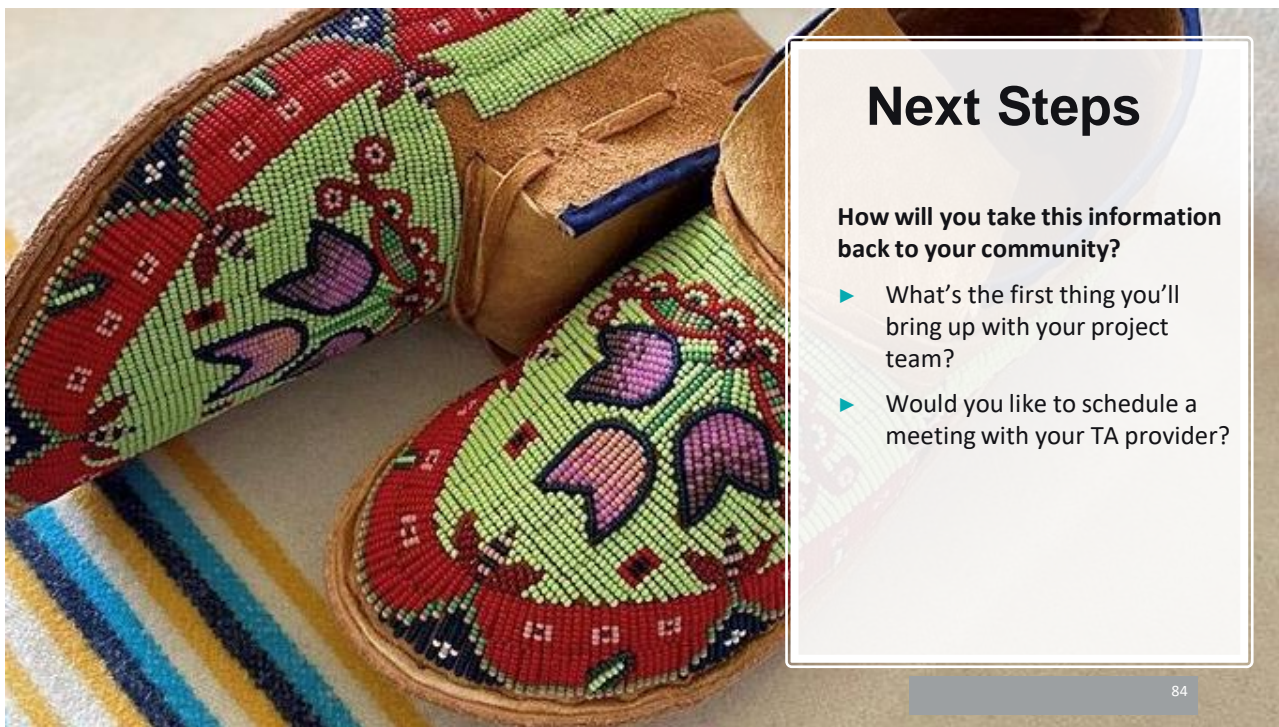 Next Steps
How will you take this information
back to your community?
► What’s the first thing you’ll
bring up with your project
team?
► Would you like to schedule a
meeting with your TA provider?
84